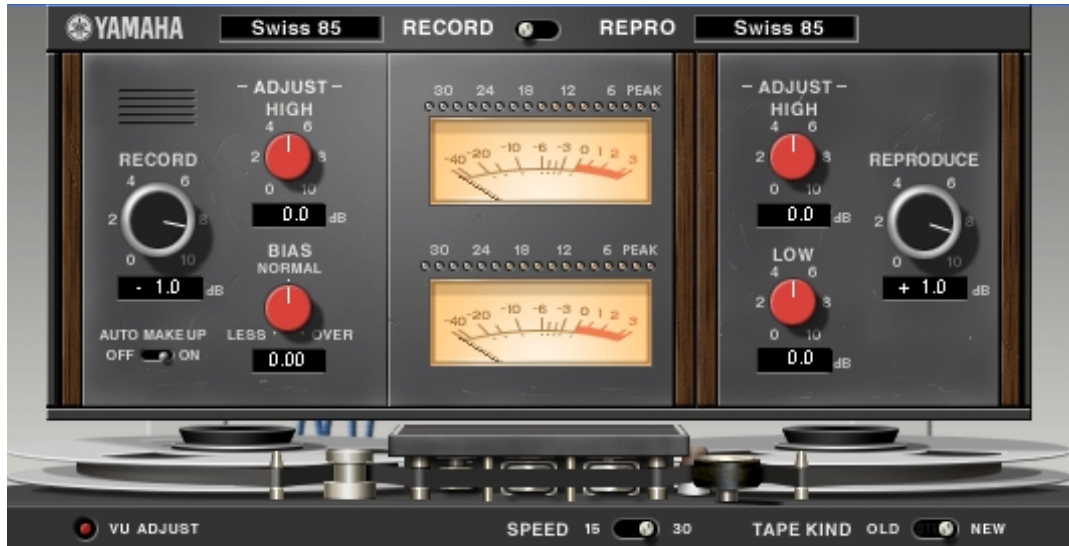 YAMAHA Swiss 85 RECORD REPRO Swiss 85
- ADJUST -
HIGH
4 6
2 8
0 10
0.0 dB
RECORD
4 6
2 8
0 10
- 1.0 dB
BIAS
NORMAL
LESS OVER
0.00
AUTO MAKE UP
OFF ON
30 24 18 12 6 PEAK
-40 -20 -10 -6 -3 0 1 2 3
30 24 18 12 6 PEAK
-40 -20 -10 -6 -3 0 1 2 3
- ADJUST -
HIGH
4 6
2 8
0 10
0.0 dB
LOW
4 6
2 8
0 10
0.0 dB
REPRODUCE
4 6
2 8
0 10
+ 1.0 dB
VU ADJUST SPEED 15 30 TAPE KIND OLD NEW